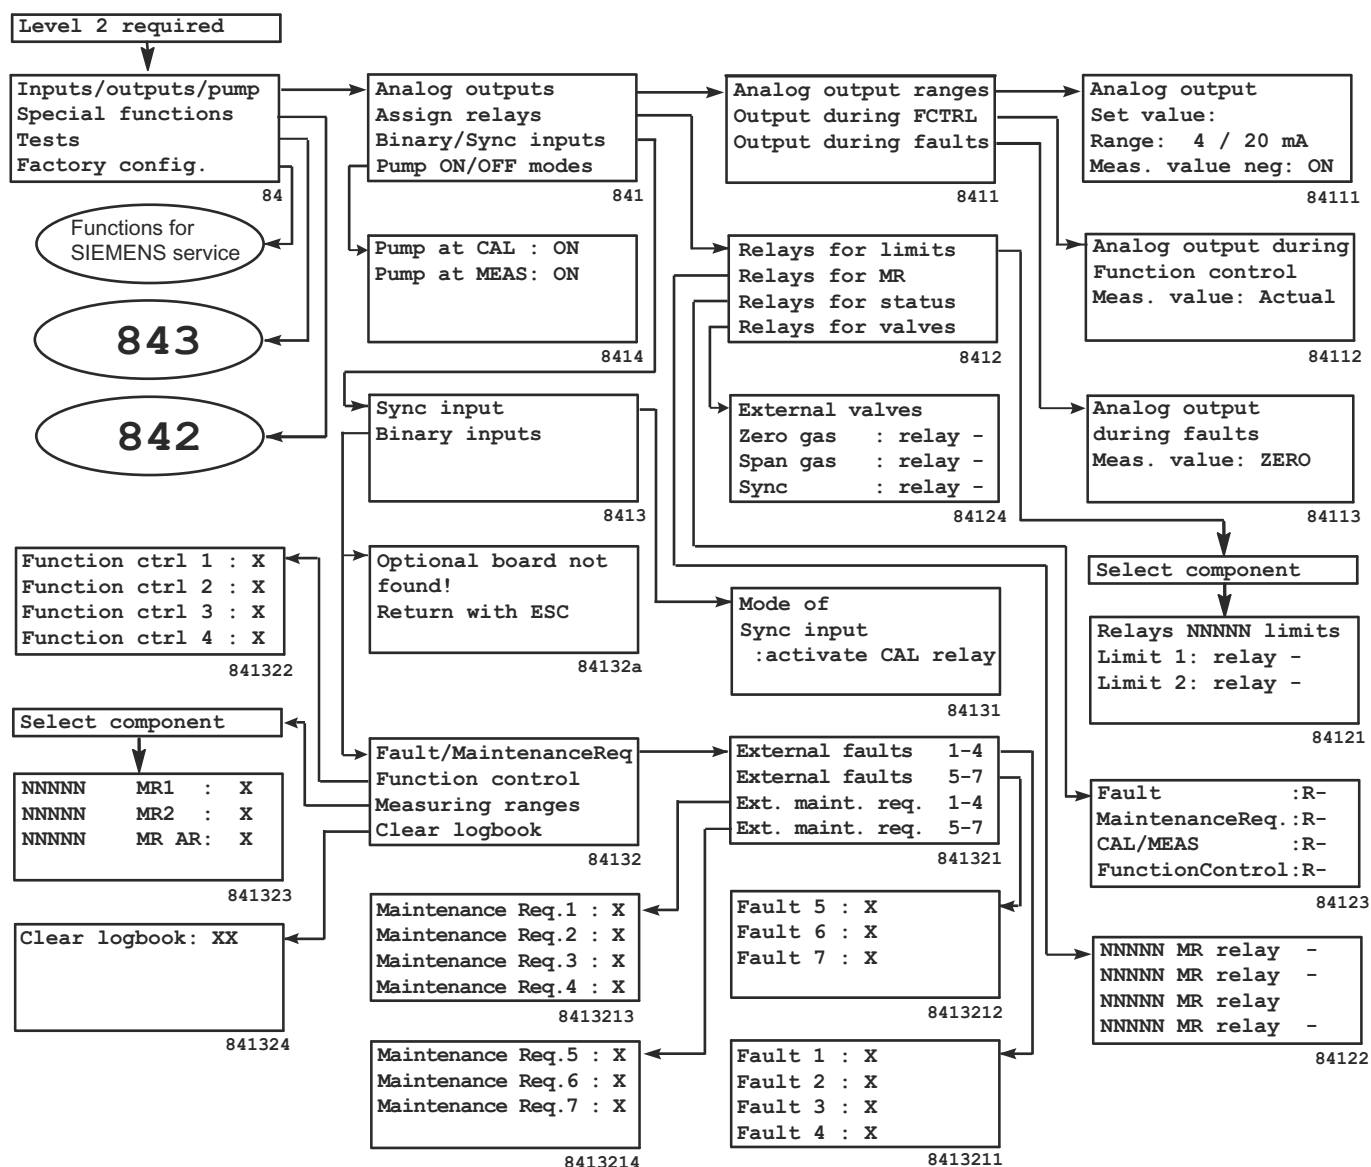 Level 2 required
Inputs/outputs/pump
Special functions
Tests
Factory config.
84
Analog outputs
Assign relays
Binary/Sync inputs
Pump ON/OFF modes
841
Analog output ranges
Output during FCTRL
Output during faults
8411
Analog output
Set value:
Range: 4 / 20 mA
Meas. value neg: ON
84111
Functions for
SIEMENS service
843
842
Pump at CAL : ON
Pump at MEAS: ON
8414
Relays for limits
Relays for MR
Relays for status
Relays for valves
8412
Analog output during
Function control
Meas. value: Actual
84112
Sync input
Binary inputs
8413
External valves
Zero gas : relay -
Span gas : relay -
Sync : relay -
84124
Analog output
during faults
Meas. value: ZERO
84113
Function ctrl 1 : X
Function ctrl 2 : X
Function ctrl 3 : X
Function ctrl 4 : X
841322
Optional board not
found!
Return with ESC
84132a
Mode of
Sync input
:activate CAL relay
84131
Select component
Relays NNNNN limits
Limit 1: relay -
Limit 2: relay -
84121
Select component
NNNNN MR1 : X
NNNNN MR2 : X
NNNNN MR AR: X
841323
Fault/MaintenanceReq
Function control
Measuring ranges
Clear logbook
84132
External faults 1-4
External faults 5-7
Ext. maint. req. 1-4
Ext. maint. req. 5-7
841321
Fault :R-
MaintenanceReq.:R-
CAL/MEAS :R-
FunctionControl:R-
84123
Clear logbook: XX
841324
Maintenance Req.1 : X
Maintenance Req.2 : X
Maintenance Req.3 : X
Maintenance Req.4 : X
8413213
Fault 5 : X
Fault 6 : X
Fault 7 : X
8413212
NNNNN MR relay -
NNNNN MR relay -
NNNNN MR relay
NNNNN MR relay -
84122
Maintenance Req.5 : X
Maintenance Req.6 : X
Maintenance Req.7 : X
8413214
Fault 1 : X
Fault 2 : X
Fault 3 : X
Fault 4 : X
8413211